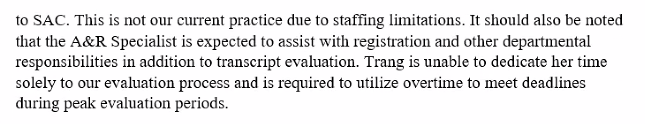 to SAC. This is not our current practice due to staffing limitations. It should also be noted
that the A&R Specialist is expected to assist with registration and other departmental
responsibilities in addition to transcript evaluation. Trang is unable to dedicate her time
solely to our evaluation process and is required to utilize overtime to meet deadlines
during peak evaluation periods.